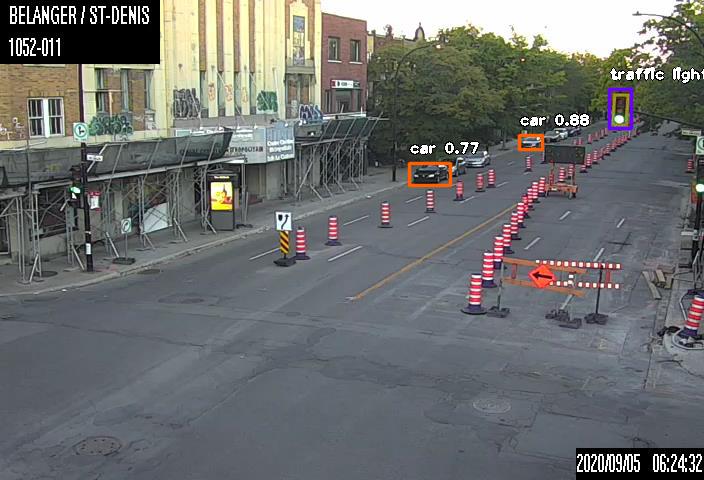 BELANGER / ST-DENIS
1052-011
traffic light
car 0.88
car 0.77
2020/09/05 06:24:32